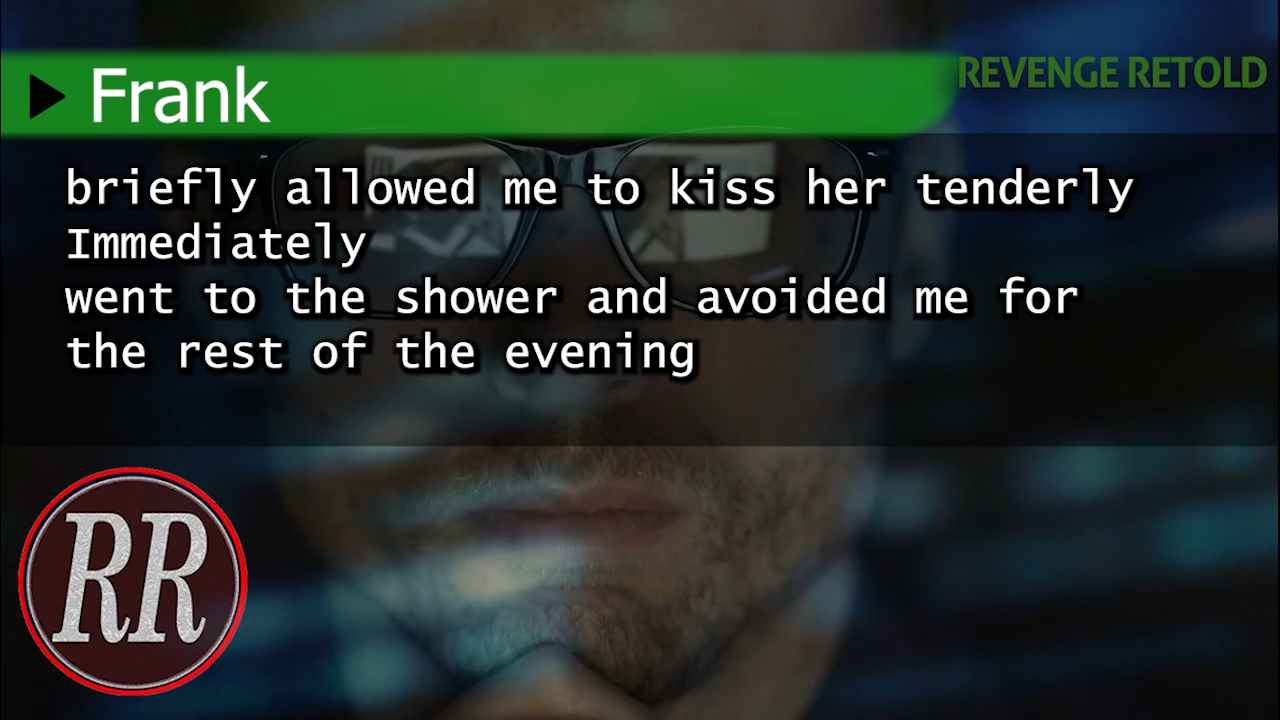 Frank
REVENGE RETOLD
briefly allowed me to kiss her tenderly
Immediately
went to the shower and avoided me for
the rest of the evening
RR